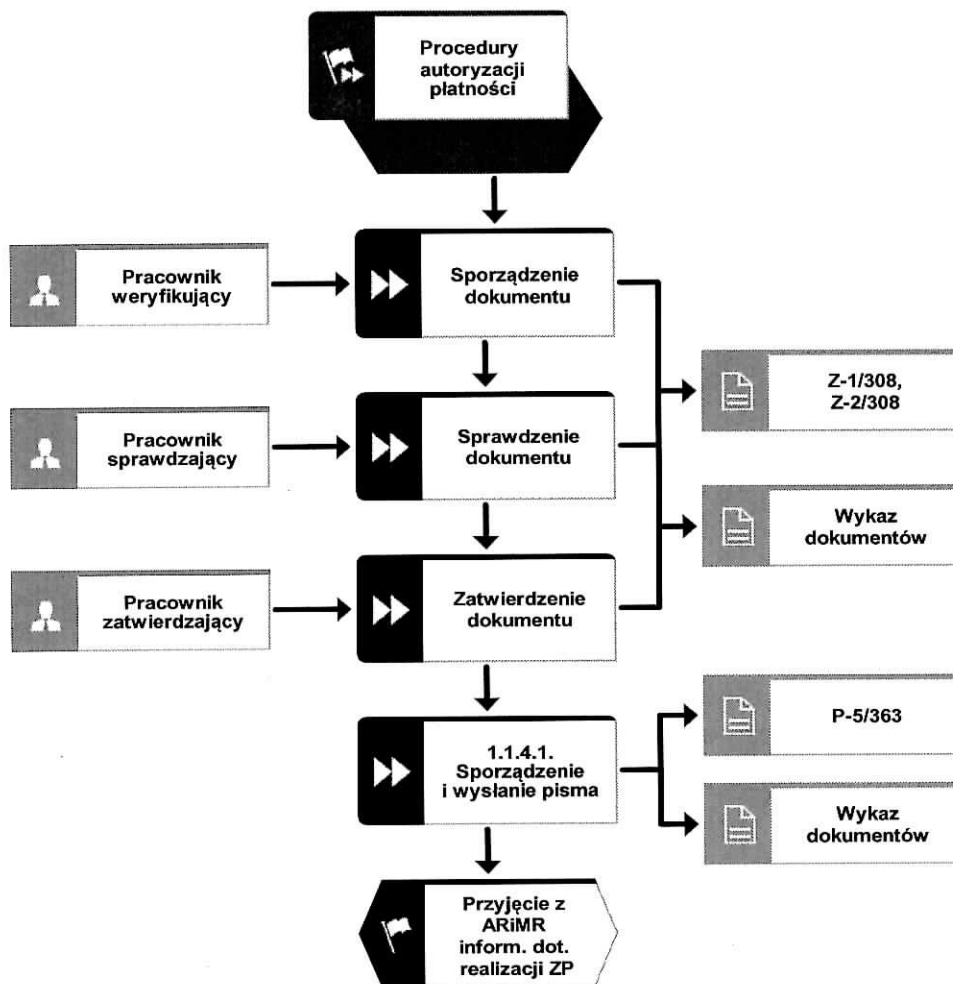 Procedury
autoryzacji
płatności
Pracownik
weryfikujący
Sporządzenie
dokumentu
Z-1/308,
Z-2/308
Pracownik
sprawdzający
Sprawdzenie
dokumentu
Wykaz
dokumentów
Pracownik
zatwierdzający
Zatwierdzenie
dokumentu
P-5/363
1.1.4.1.
Sporządzenie
i wysłanie pisma
Wykaz
dokumentów
Przyjęcie z
ARiMR
inform. dot.
realizacji ZP